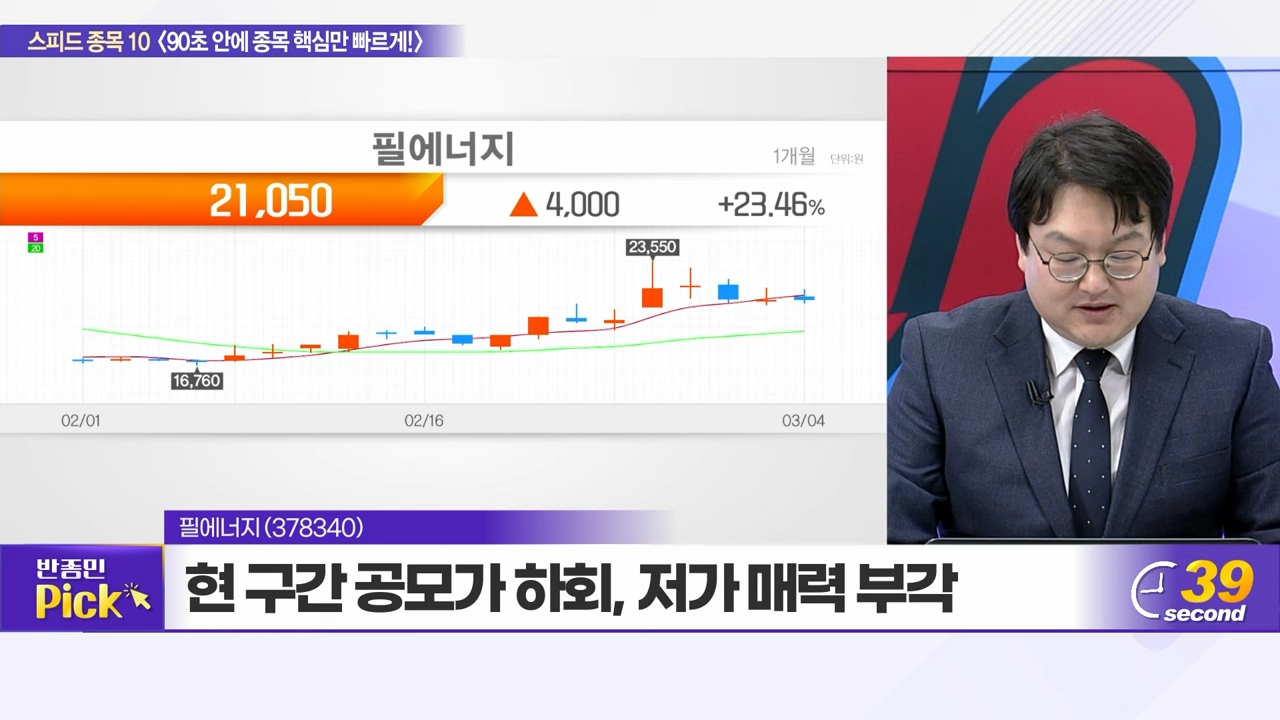 스피드 종목 10 〈90초 안에 종목 핵심만 빠르게!〉
필에너지
1개월 단위:원
21,050 ▲ 4,000 +23.46%
5
20
23,550
16,760
02/01 02/16 03/04
필에너지 (378340)
반종민
Pick
현 구간 공모가 하회, 저가 매력 부각
39
second